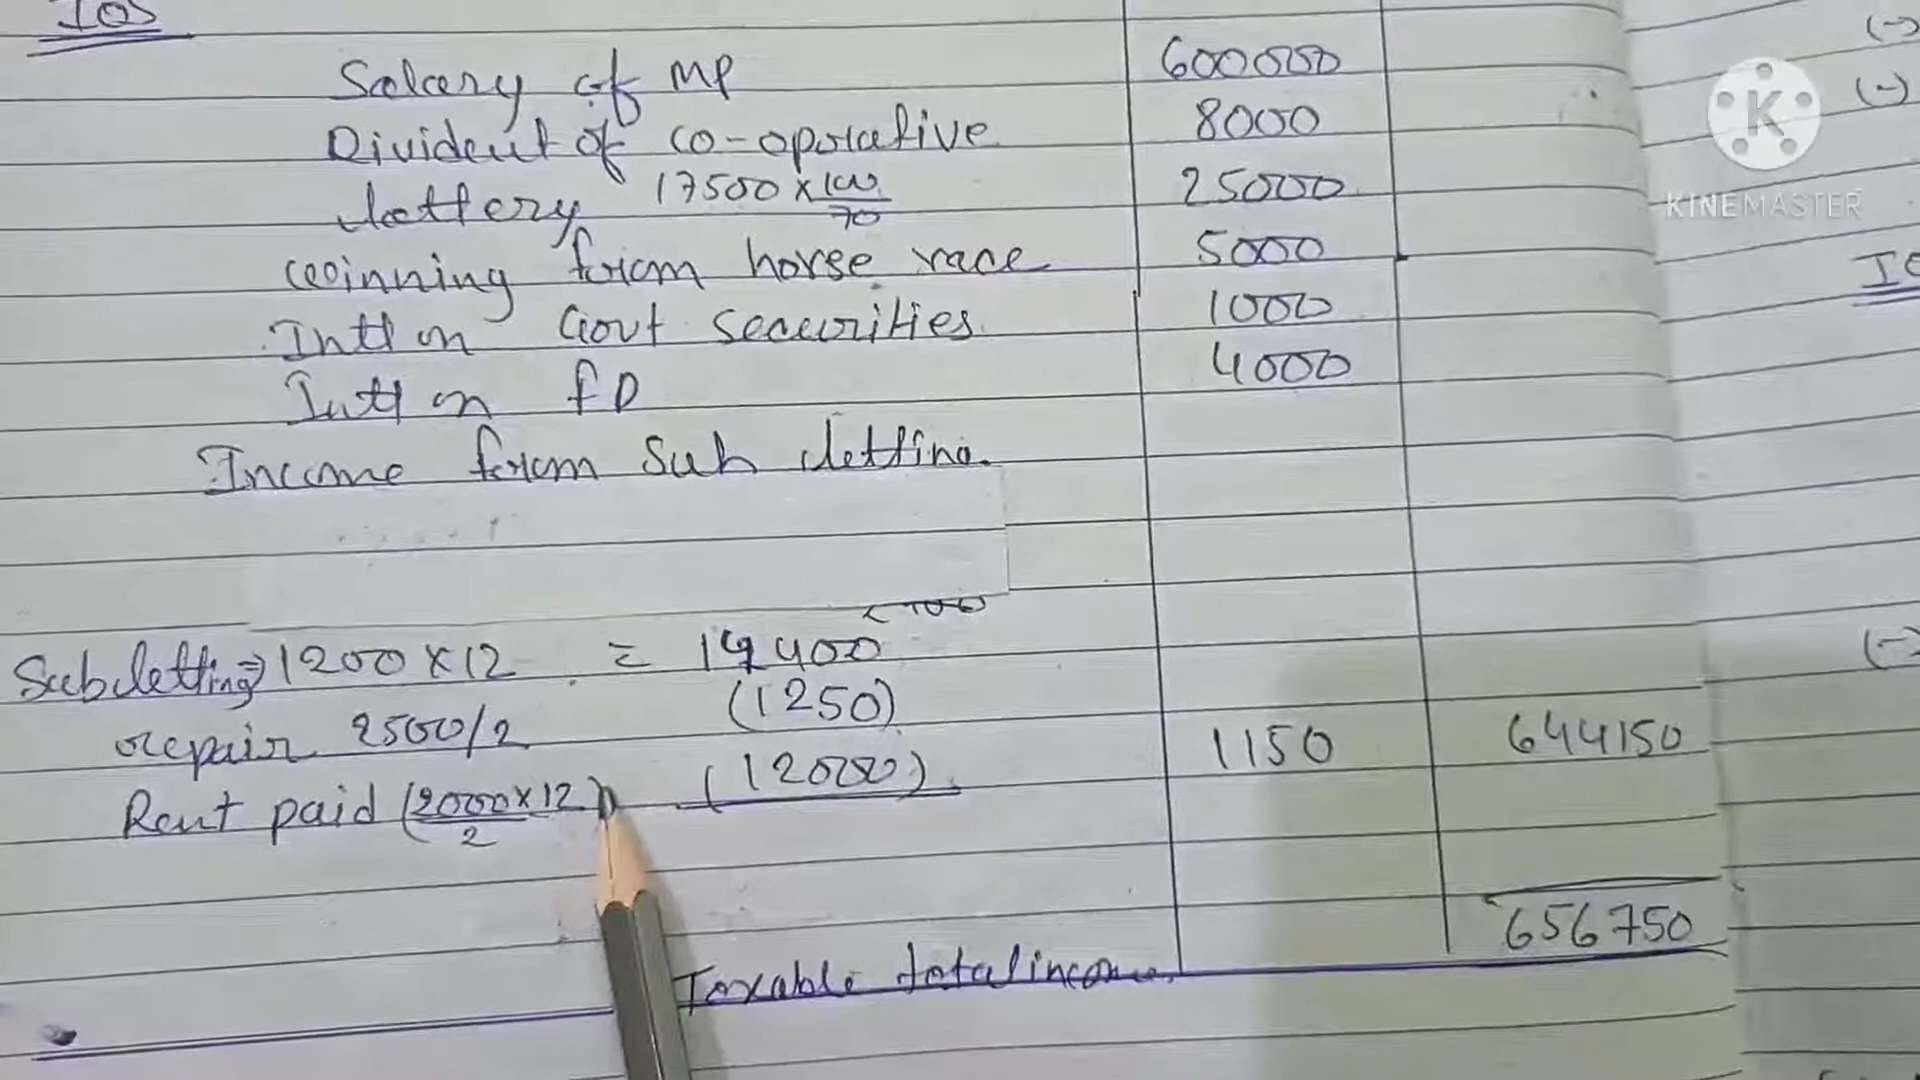 IOS
Salary of MP 600000
Divident of co-oporative 8000
Lottery 17500 × 100/70 25000
Winning from horse race 5000
Intt on Govt securities 1000
Intt on FD 4000
Income from Sub letting
Subletting ⇒ 1200 × 12 = 14400
repair 2500/2 (1250)
Rent paid (2000×12/2) (12000) 1150 644150
656750
Taxable total income
(-)
(-)
K
KINEMASTER
(-)